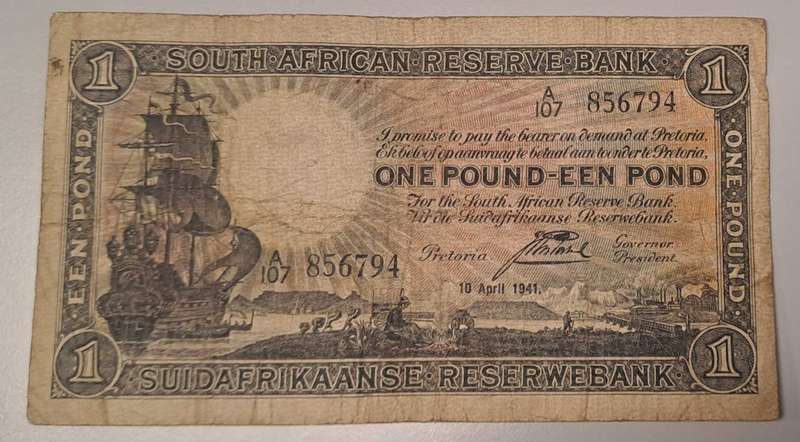 SOUTH·AFRICAN·RESERVE·BANK·
1
1
A/107 856794
I promise to pay the bearer on demand at Pretoria,
Ek beloof op aanvraag te betaal aan toonder te Pretoria,
ONE POUND-EEN POND
For the South African Reserve Bank.
Vir die Suidafrikaanse Reserwebank.
Pretoria
Governor
President.
A/107 856794
10 April 1941.
EEN·POND
ONE·POUND
1
1
·SUIDAFRIKAANSE·RESERWEBANK·